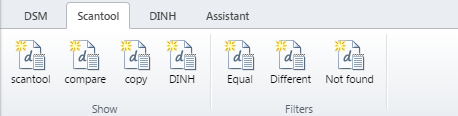 DSM Scantool DINH Assistant
scantool compare copy DINH Equal Different Not found
Show Filters